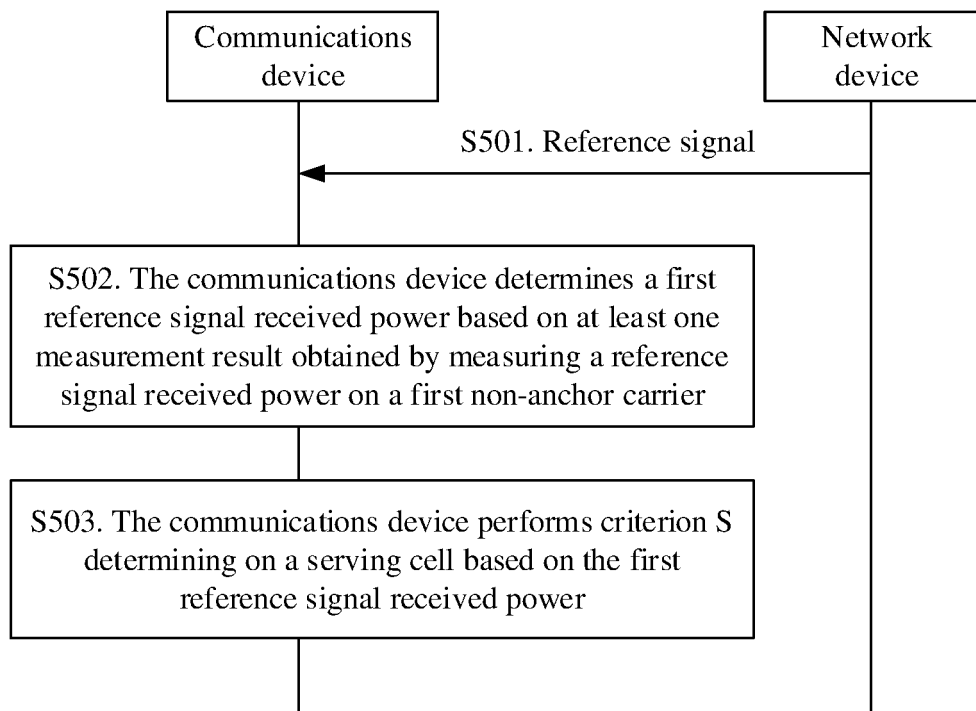 Communications
device
Network
device
S501. Reference signal
S502. The communications device determines a first
reference signal received power based on at least one
measurement result obtained by measuring a reference
signal received power on a first non-anchor carrier
S503. The communications device performs criterion S
determining on a serving cell based on the first
reference signal received power